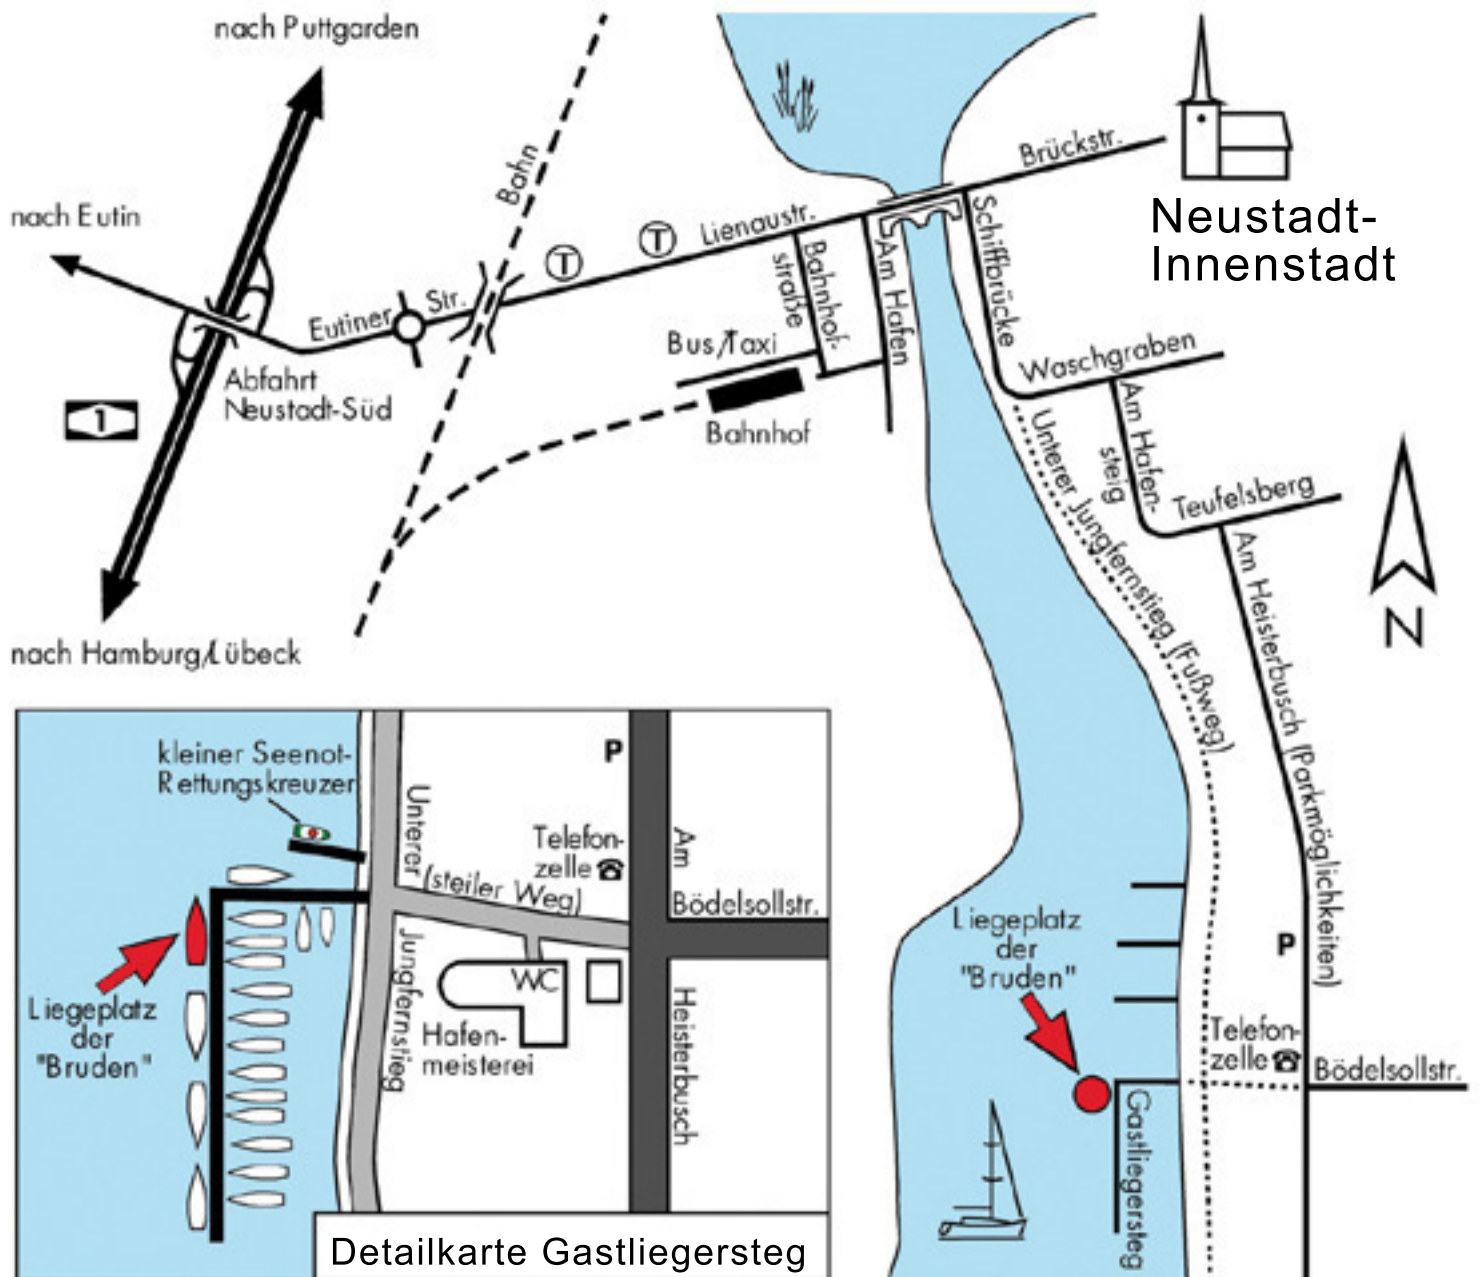 nach Puttgarden
nach Eutin
Bahn
T
T
Lienaustr.
Brückstr.
Neustadt-
Innenstadt
Eutiner Str.
Bahnhof-
straße
Am Hafen
Schiffbrücke
Bus/Taxi
Bahnhof
Abfahrt
Neustadt-Süd
1
nach Hamburg/Lübeck
Waschgraben
Am Hafen-
steig
Teufelsberg
Unterer Jungfernstieg (Fußweg)
Am Heisterbusch (Parkmöglichkeiten)
N
Liegeplatz
der
"Bruden"
P
Telefon-
zelle
Bödelsollstr.
Gastliegersteg
kleiner Seenot-
Rettungskreuzer
P
Unterer
Jungfernstieg
(steiler Weg)
Telefon-
zelle
Am
Heisterbusch
Bödelsollstr.
WC
Hafen-
meisterei
Liegeplatz
der
"Bruden"
Detailkarte Gastliegersteg